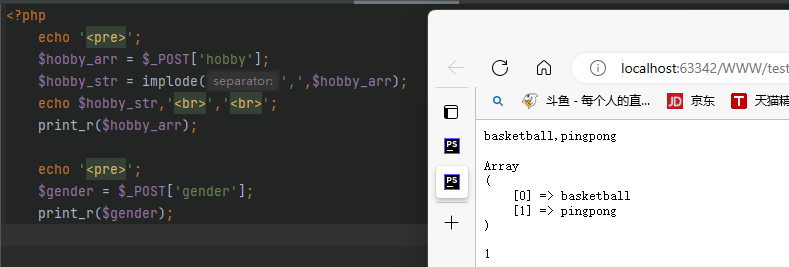 <?php
echo '<pre>';
$hobby_arr = $_POST['hobby'];
$hobby_str = implode( separator: ',',$hobby_arr);
echo $hobby_str,'<br>','<br>';
print_r($hobby_arr);
echo '<pre>';
$gender = $_POST['gender'];
print_r($gender);
localhost:63342/WWW/test
斗鱼 - 每个人的直...
JD 京东
T 天猫精
PS
PS
basketball,pingpong
Array
(
[0] => basketball
[1] => pingpong
)
1